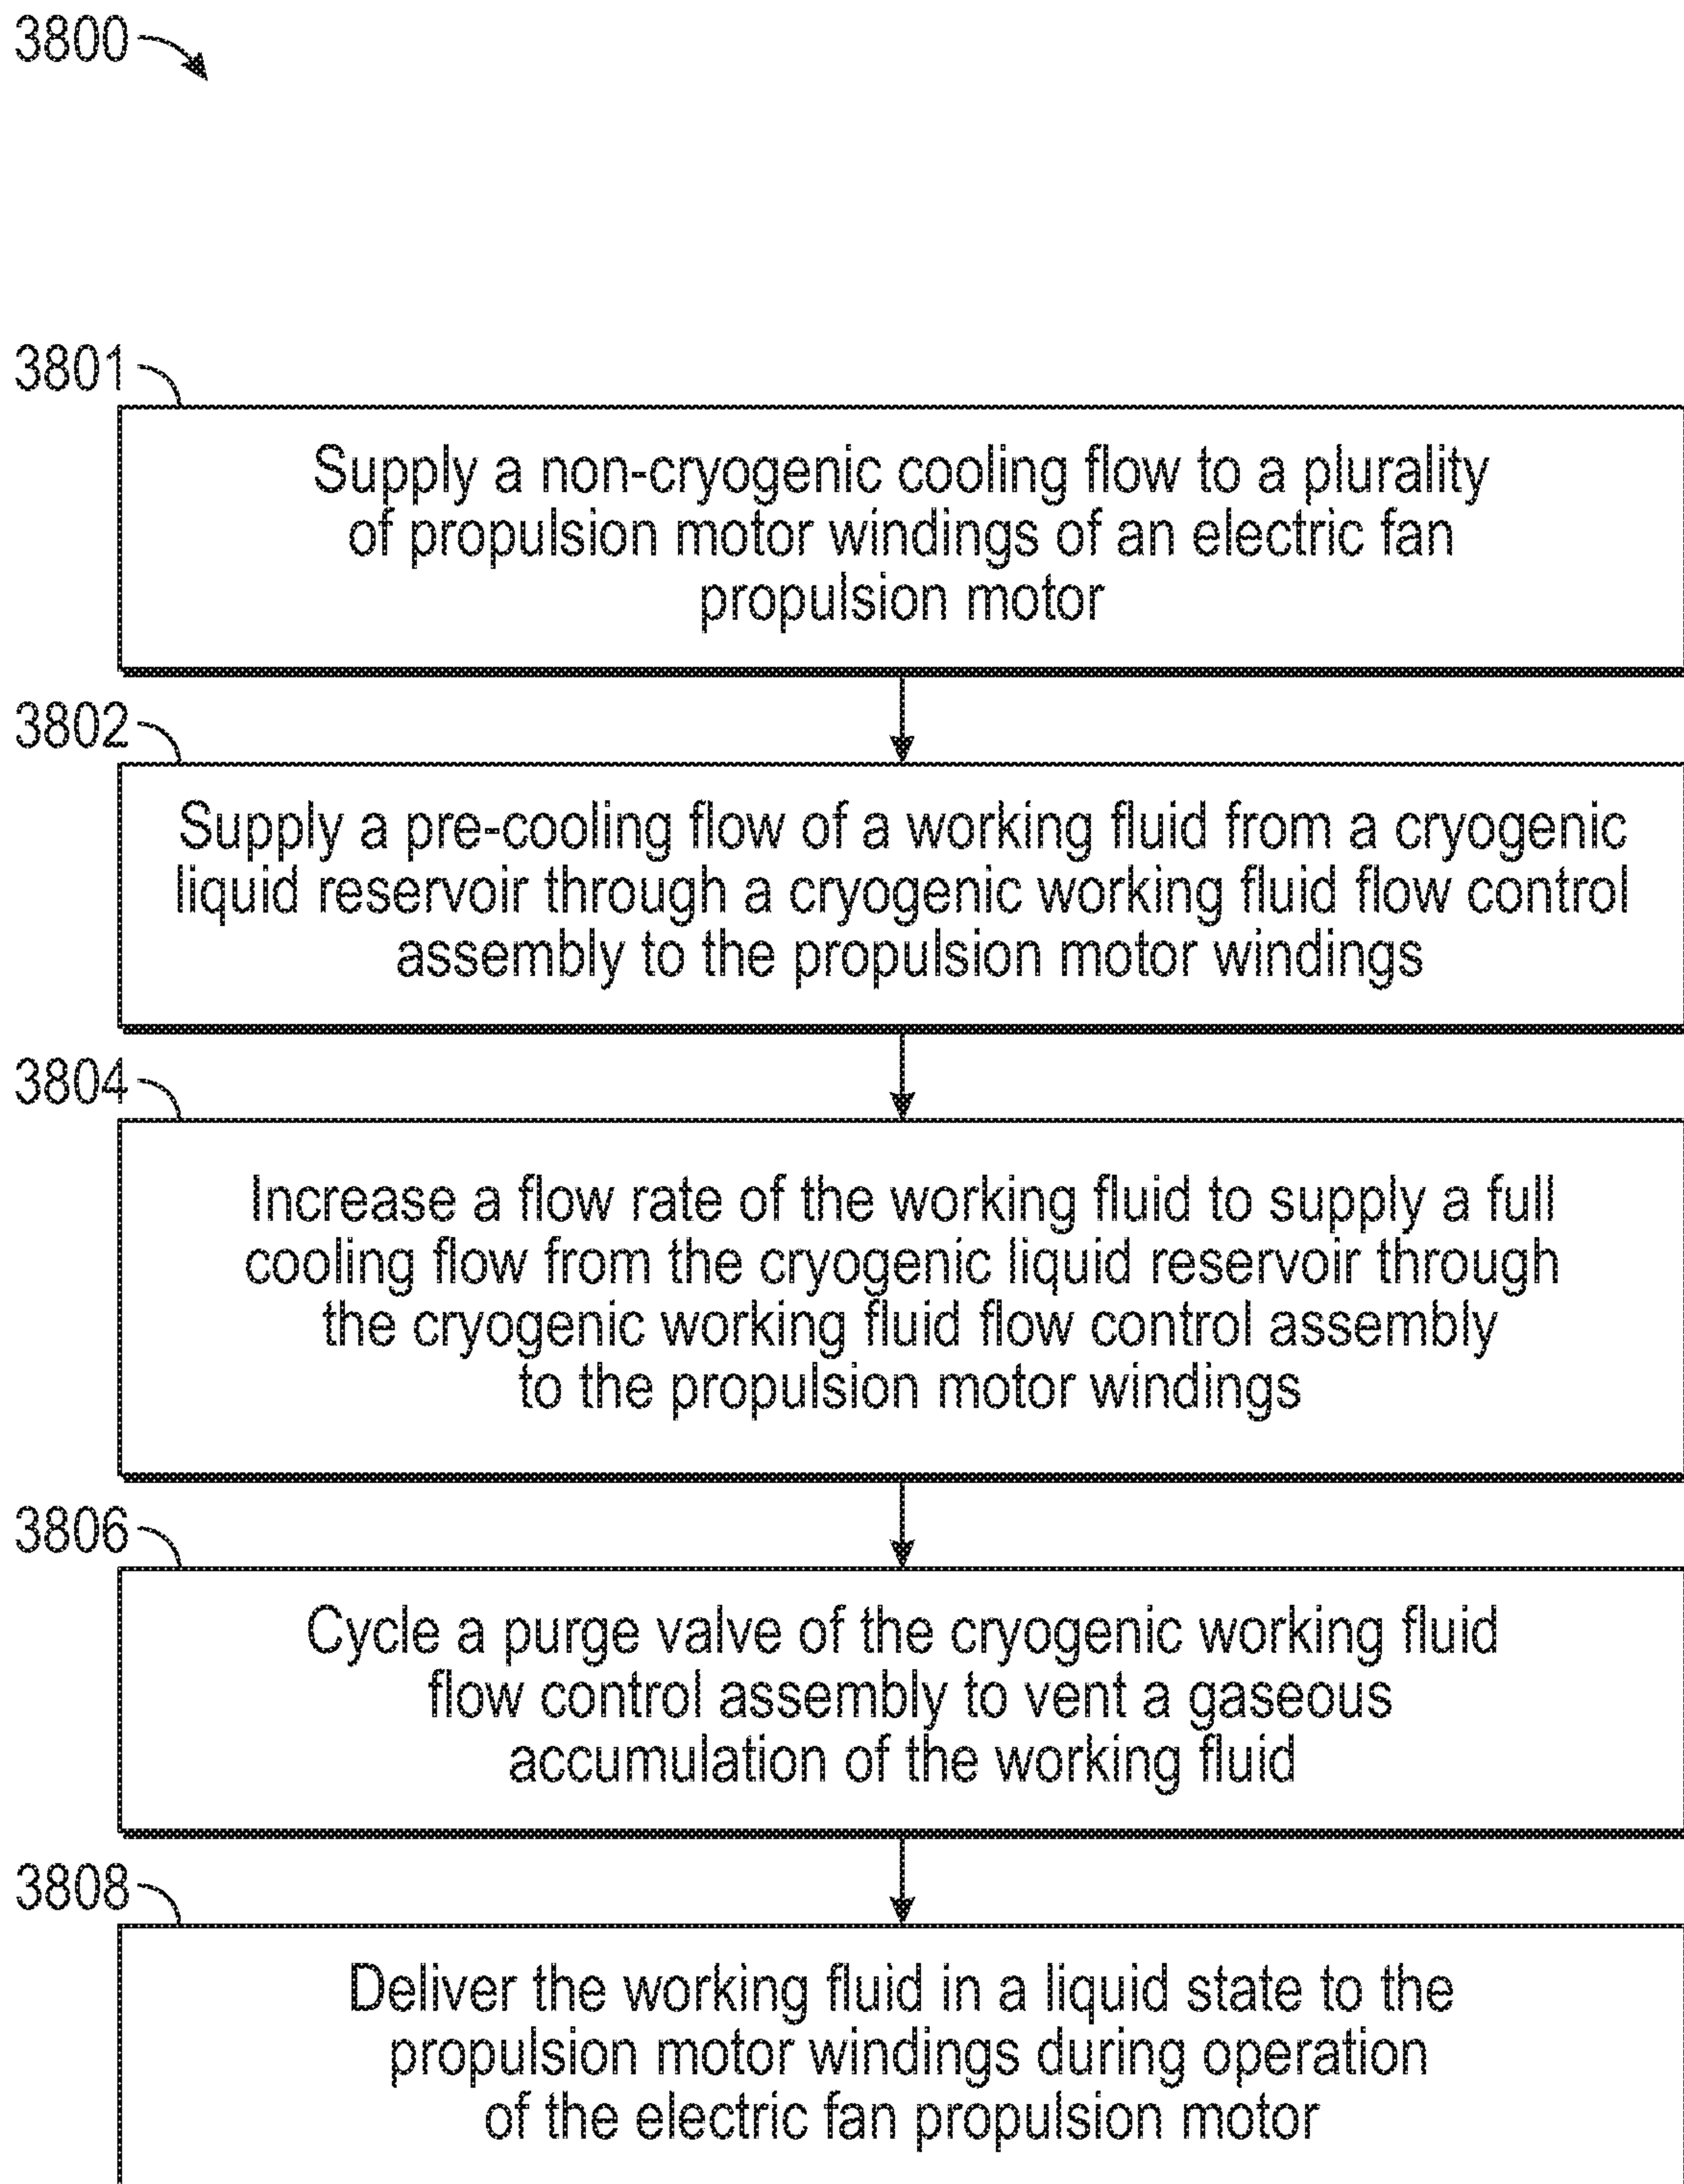 3800
3801
Supply a non-cryogenic cooling flow to a plurality
of propulsion motor windings of an electric fan
propulsion motor
3802
Supply a pre-cooling flow of a working fluid from a cryogenic
liquid reservoir through a cryogenic working fluid flow control
assembly to the propulsion motor windings
3804
Increase a flow rate of the working fluid to supply a full
cooling flow from the cryogenic liquid reservoir through
the cryogenic working fluid flow control assembly
to the propulsion motor windings
3806
Cycle a purge valve of the cryogenic working fluid
flow control assembly to vent a gaseous
accumulation of the working fluid
3808
Deliver the working fluid in a liquid state to the
propulsion motor windings during operation
of the electric fan propulsion motor